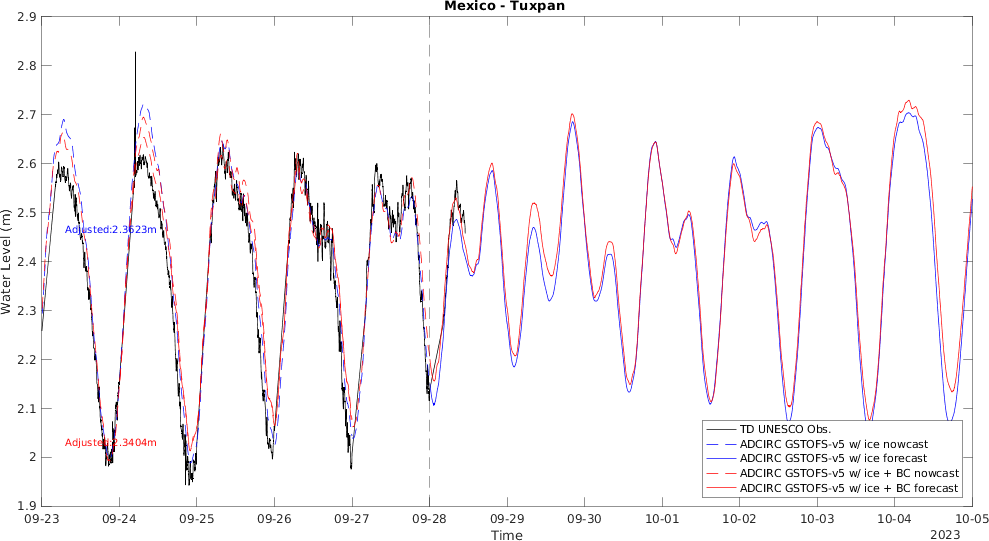 Mexico - Tuxpan
2.9
2.8
2.7
2.6
2.5
2.4
2.3
2.2
2.1
2
1.9
Water Level (m)
Adjusted:2.3623m
Adjusted:2.3404m
TD UNESCO Obs.
ADCIRC GSTOFS-v5 w/ ice nowcast
ADCIRC GSTOFS-v5 w/ ice forecast
ADCIRC GSTOFS-v5 w/ ice + BC nowcast
ADCIRC GSTOFS-v5 w/ ice + BC forecast
09-23 09-24 09-25 09-26 09-27 09-28 09-29 09-30 10-01 10-02 10-03 10-04 10-05
Time
2023